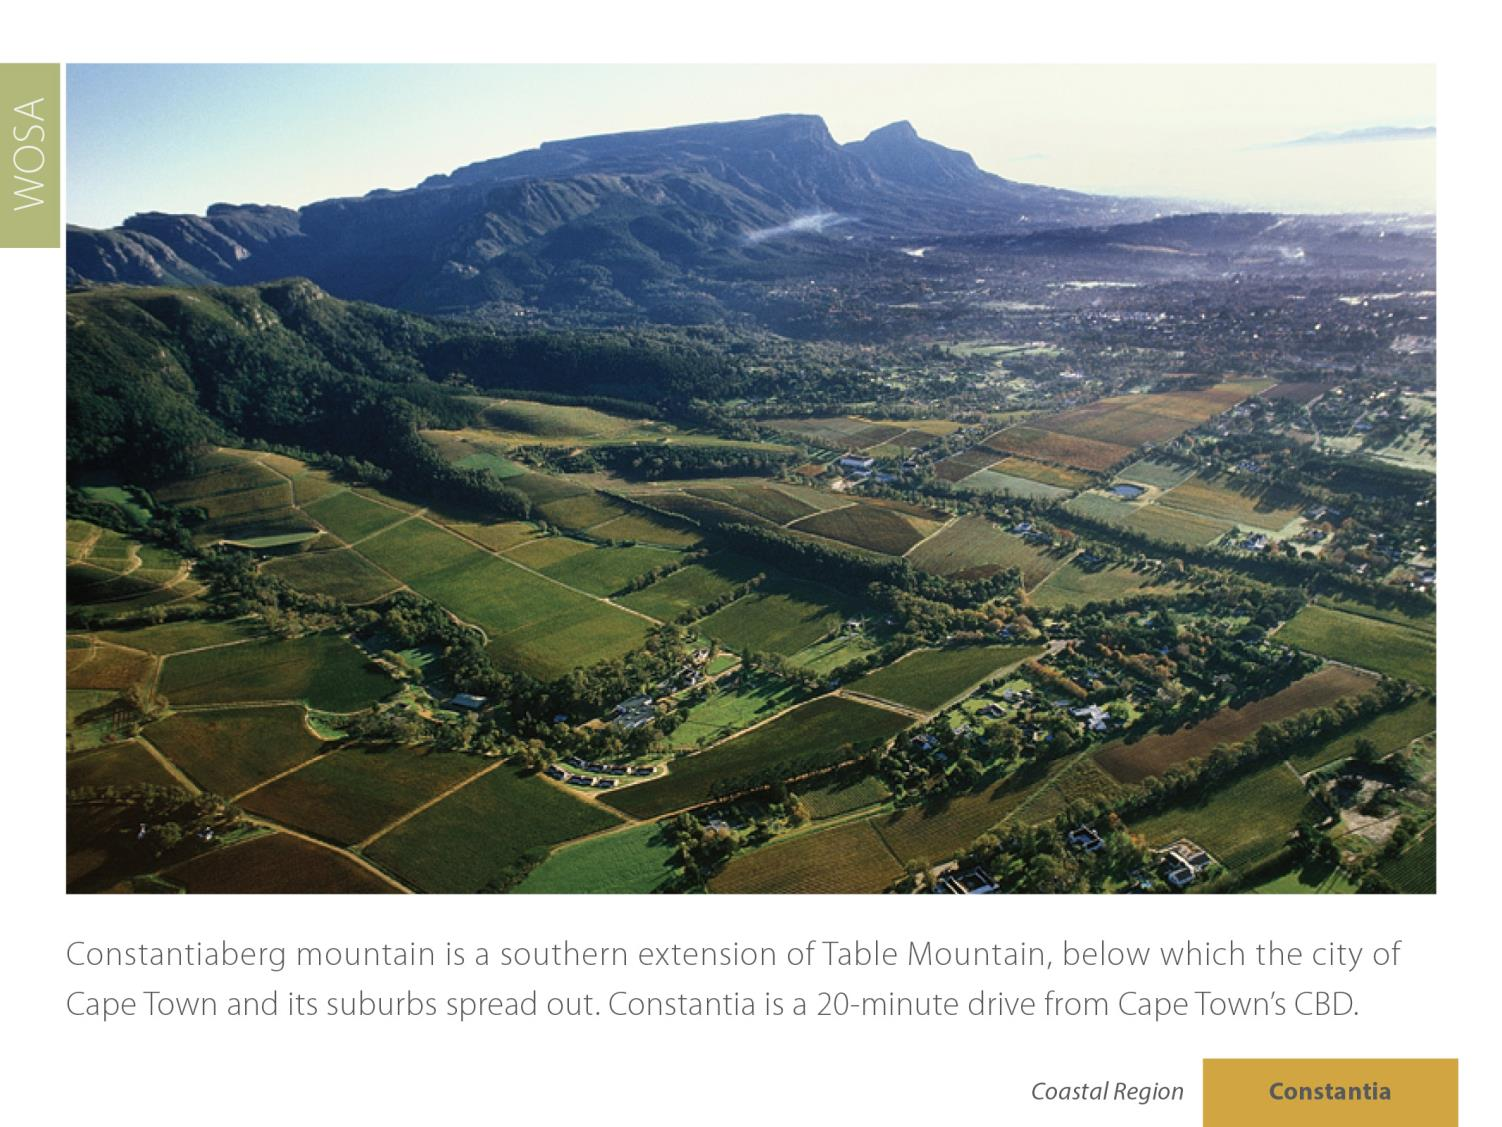 WOSA
Constantiaberg mountain is a southern extension of Table Mountain, below which the city of
Cape Town and its suburbs spread out. Constantia is a 20-minute drive from Cape Town’s CBD.
Coastal Region
Constantia